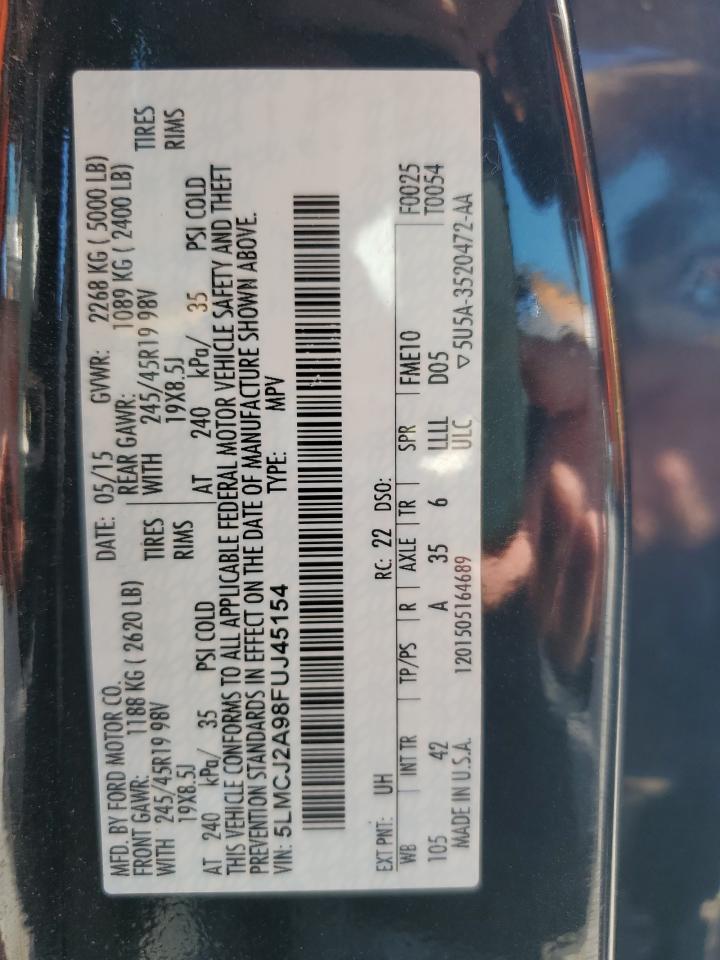 MFD. BY FORD MOTOR CO. DATE: 05/15 GVWR: 2268 KG ( 5000 LB)
FRONT GAWR: 1188 KG ( 2620 LB) REAR GAWR: 1089 KG ( 2400 LB)
WITH 245/45R19 98V TIRES WITH 245/45R19 98V TIRES
19X8.5J RIMS 19X8.5J RIMS
AT 240 kPa/ 35 PSI COLD AT 240 kPa/ 35 PSI COLD
THIS VEHICLE CONFORMS TO ALL APPLICABLE FEDERAL MOTOR VEHICLE SAFETY AND THEFT
PREVENTION STANDARDS IN EFFECT ON THE DATE OF MANUFACTURE SHOWN ABOVE.
VIN: 5LMCJ2A98FUJ45154 TYPE: MPV
EXT PNT: UH RC: 22 DSO:
WB INT TR TP/PS R AXLE TR SPR FME10 F0025
105 42 A 35 6 LLLL D05 T0054
MADE IN U.S.A. 1201505164689 ULC ▽5U5A-3520472-AA